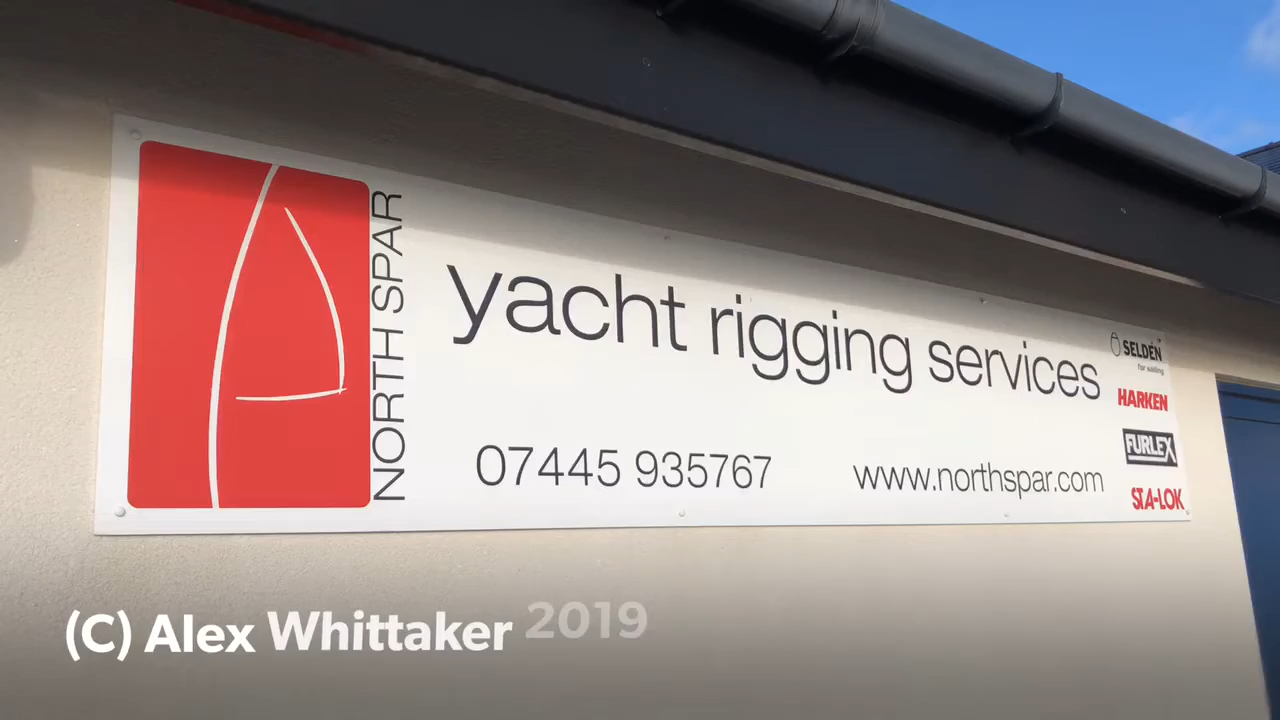 NORTH SPAR
yacht rigging services
07445 935767
www.northspar.com
SELDÉN
for sailing
HARKEN
FURLEX
STA-LOK
(C) Alex Whittaker 2019